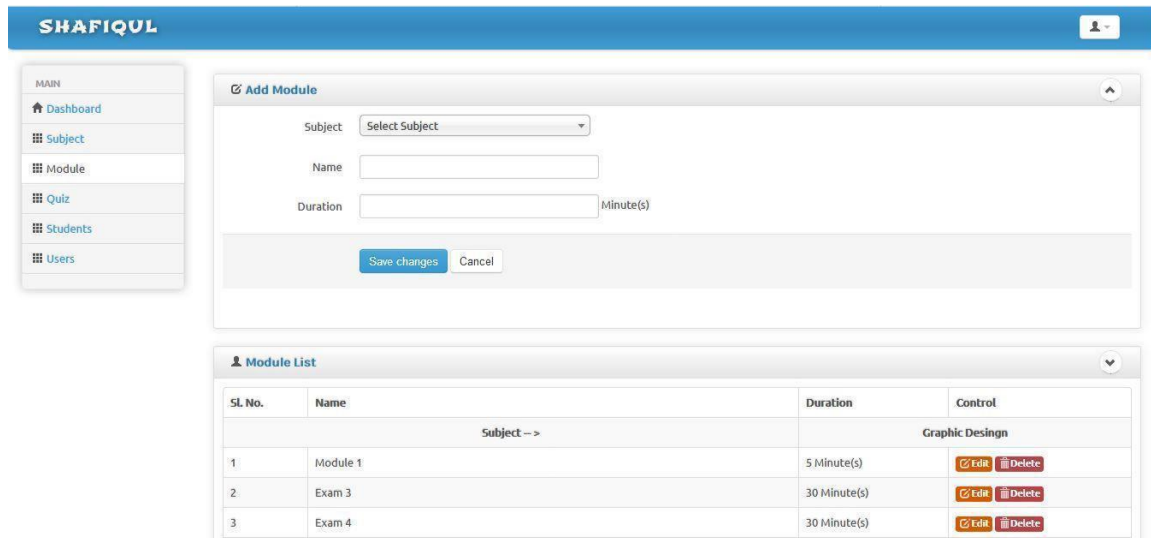 SHAFIQUL
MAIN
Dashboard
Subject
Module
Quiz
Students
Users
Add Module
Subject Select Subject
Name
Duration Minute(s)
Save changes Cancel
Module List
Sl. No. Name Duration Control
Subject -- > Graphic Desingn
1 Module 1 5 Minute(s) Edit Delete
2 Exam 3 30 Minute(s) Edit Delete
3 Exam 4 30 Minute(s) Edit Delete